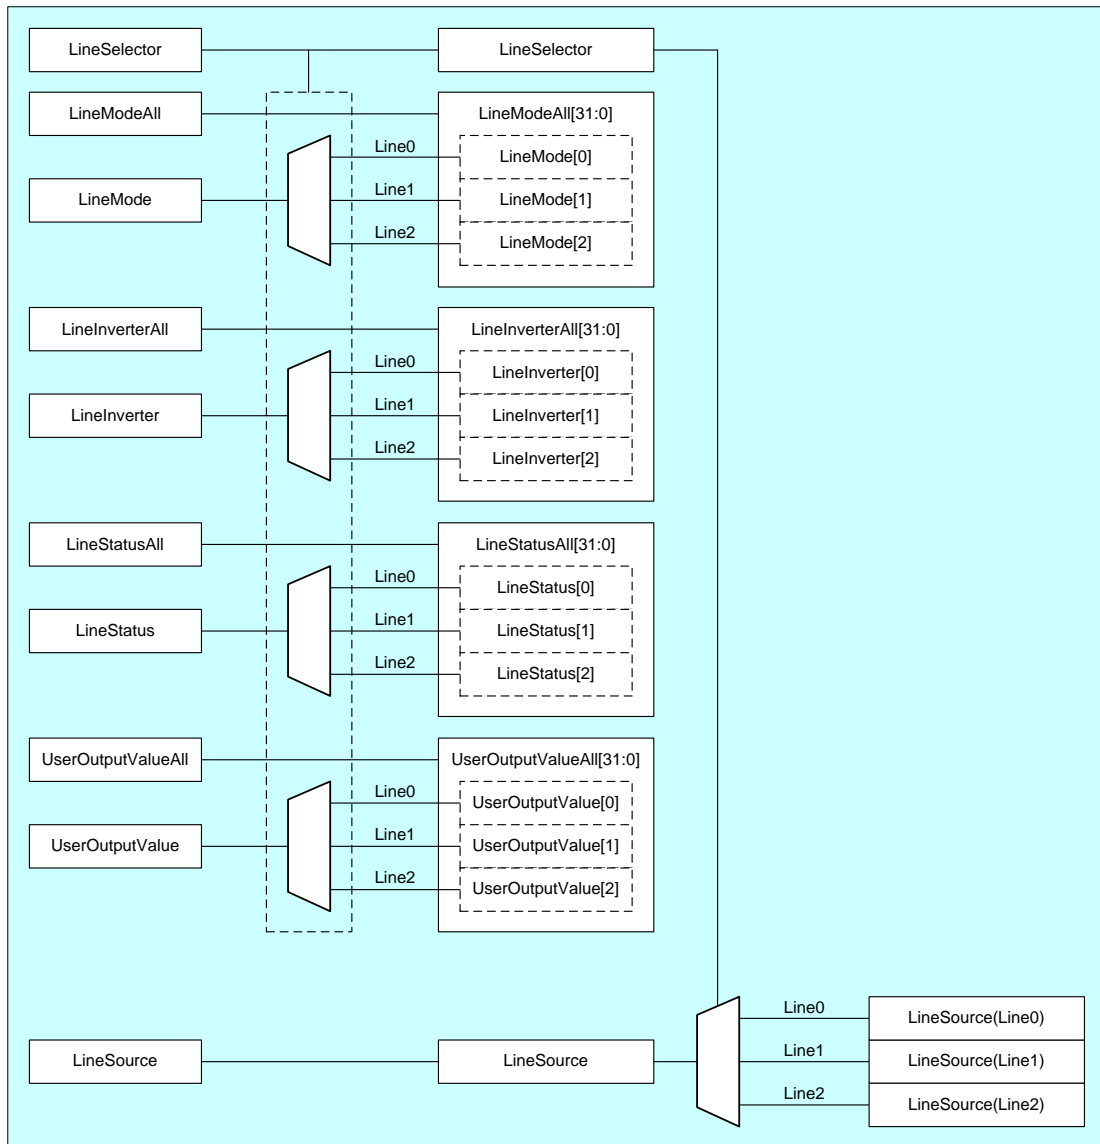 LineSelector
LineSelector
LineModeAll
LineModeAll[31:0]
Line0
LineMode[0]
LineMode
Line1
LineMode[1]
Line2
LineMode[2]
LineInverterAll
LineInverterAll[31:0]
Line0
LineInverter[0]
LineInverter
Line1
LineInverter[1]
Line2
LineInverter[2]
LineStatusAll
LineStatusAll[31:0]
Line0
LineStatus[0]
LineStatus
Line1
LineStatus[1]
Line2
LineStatus[2]
UserOutputValueAll
UserOutputValueAll[31:0]
Line0
UserOutputValue[0]
UserOutputValue
Line1
UserOutputValue[1]
Line2
UserOutputValue[2]
Line0
LineSource(Line0)
LineSource
LineSource
Line1
LineSource(Line1)
Line2
LineSource(Line2)